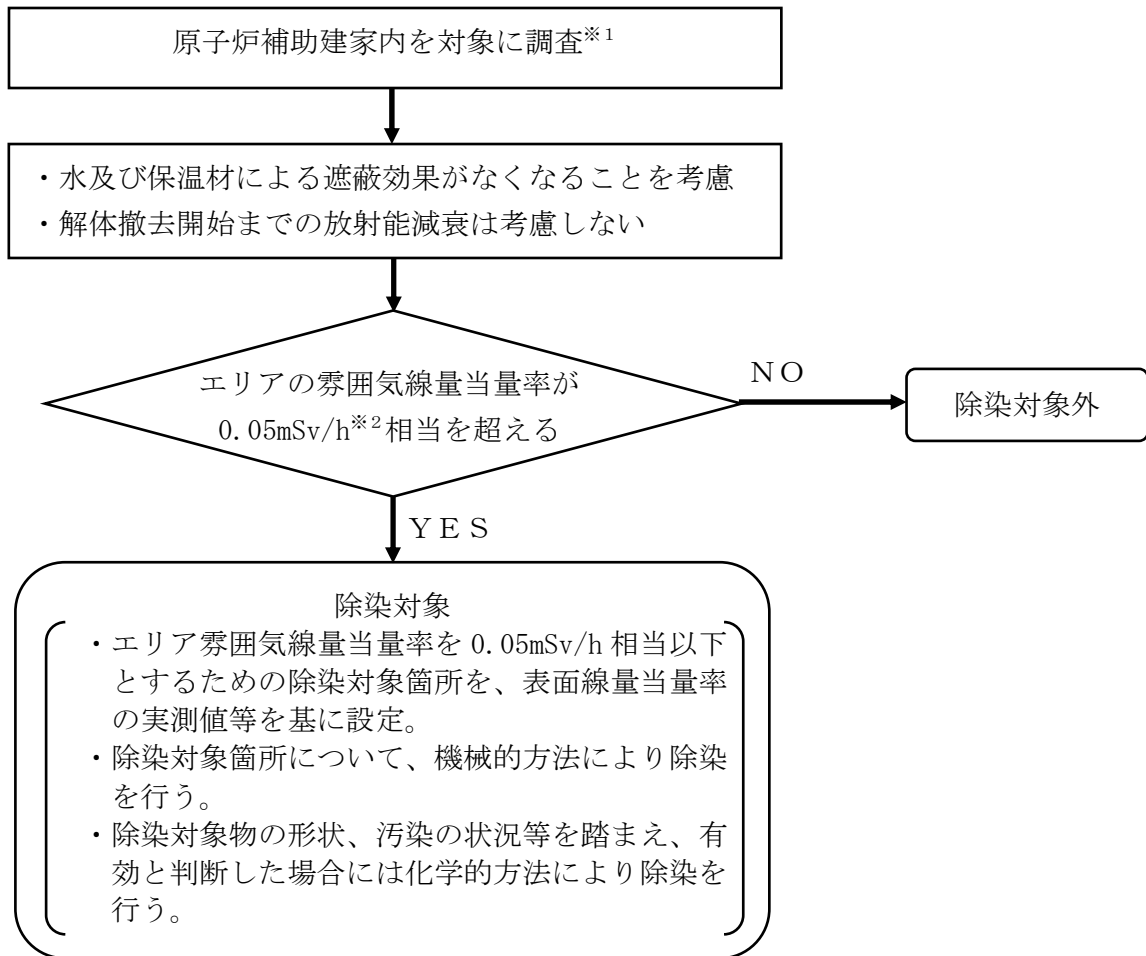 原子炉補助建家内を対象に調査※1
・水及び保温材による遮蔽効果がなくなることを考慮
・解体撤去開始までの放射能減衰は考慮しない
エリアの雰囲気線量当量率が
0.05mSv/h※2相当を超える
ＮＯ
除染対象外
ＹＥＳ
除染対象
・エリア雰囲気線量当量率を 0.05mSv/h 相当以下
とするための除染対象箇所を、表面線量当量率
の実測値等を基に設定。
・除染対象箇所について、機械的方法により除染
を行う。
・除染対象物の形状、汚染の状況等を踏まえ、有
効と判断した場合には化学的方法により除染を
行う。